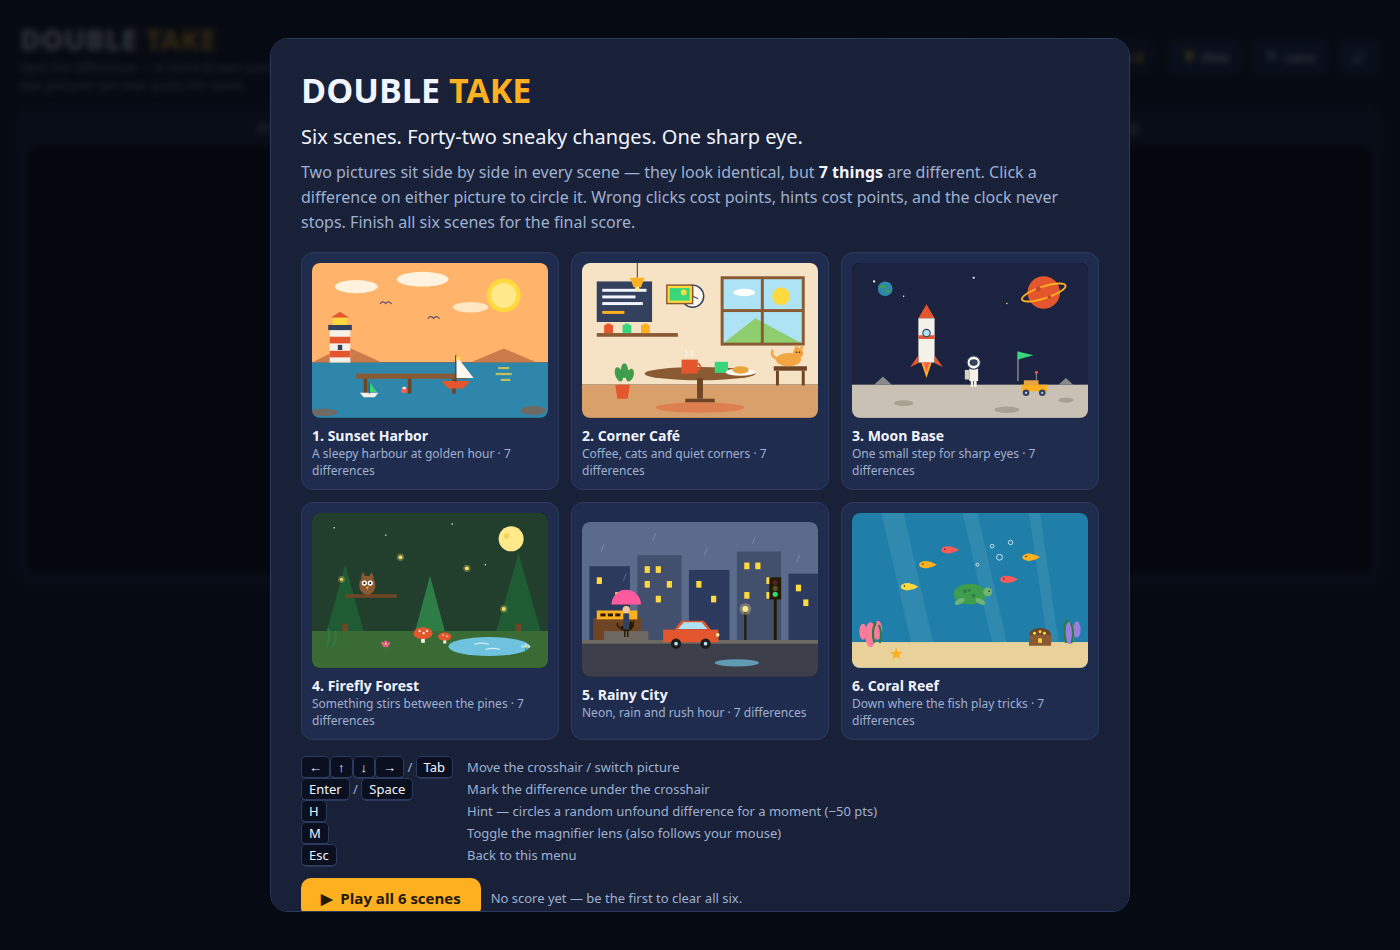 DOUBLE TAKE
DOUBLE TAKE
Six scenes. Forty-two sneaky changes. One sharp eye.
Two pictures sit side by side in every scene — they look identical, but 7 things are different. Click a
difference on either picture to circle it. Wrong clicks cost points, hints cost points, and the clock never
stops. Finish all six scenes for the final score.
1. Sunset Harbor
A sleepy harbour at golden hour · 7
differences
2. Corner Café
Coffee, cats and quiet corners · 7
differences
3. Moon Base
One small step for sharp eyes · 7
differences
4. Firefly Forest
Something stirs between the pines · 7
differences
5. Rainy City
Neon, rain and rush hour · 7 differences
6. Coral Reef
Down where the fish play tricks · 7
differences
← ↑ ↓ → / Tab Move the crosshair / switch picture
Enter / Space Mark the difference under the crosshair
H Hint — circles a random unfound difference for a moment (−50 pts)
M Toggle the magnifier lens (also follows your mouse)
Esc Back to this menu
▶ Play all 6 scenes No score yet — be the first to clear all six.